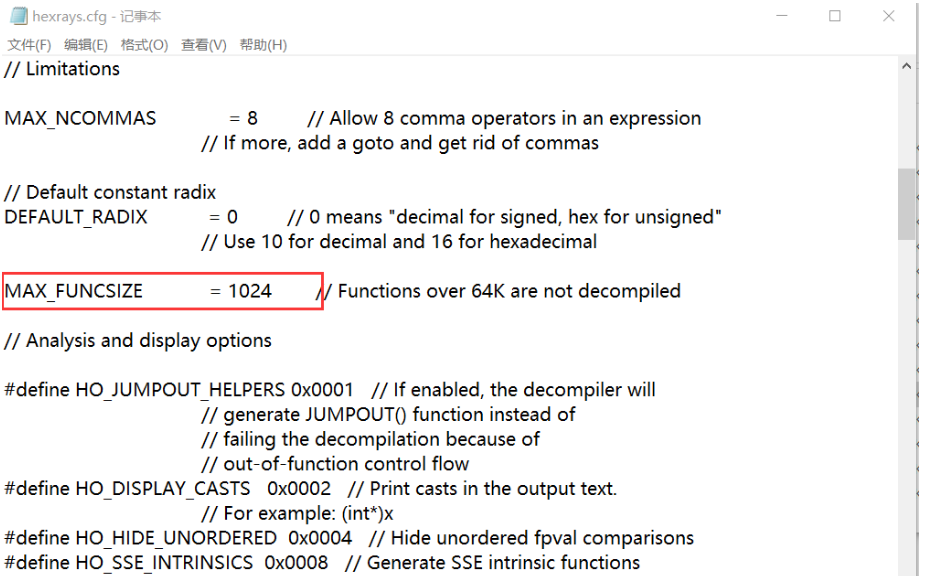 hexrays.cfg - 记事本
文件(F) 编辑(E) 格式(O) 查看(V) 帮助(H)
// Limitations
MAX_NCOMMAS = 8 // Allow 8 comma operators in an expression
// If more, add a goto and get rid of commas
// Default constant radix
DEFAULT_RADIX = 0 // 0 means "decimal for signed, hex for unsigned"
// Use 10 for decimal and 16 for hexadecimal
MAX_FUNCSIZE = 1024 // Functions over 64K are not decompiled
// Analysis and display options
#define HO_JUMPOUT_HELPERS 0x0001 // If enabled, the decompiler will
// generate JUMPOUT() function instead of
// failing the decompilation because of
// out-of-function control flow
#define HO_DISPLAY_CASTS 0x0002 // Print casts in the output text.
// For example: (int*)x
#define HO_HIDE_UNORDERED 0x0004 // Hide unordered fpval comparisons
#define HO_SSE_INTRINSICS 0x0008 // Generate SSE intrinsic functions